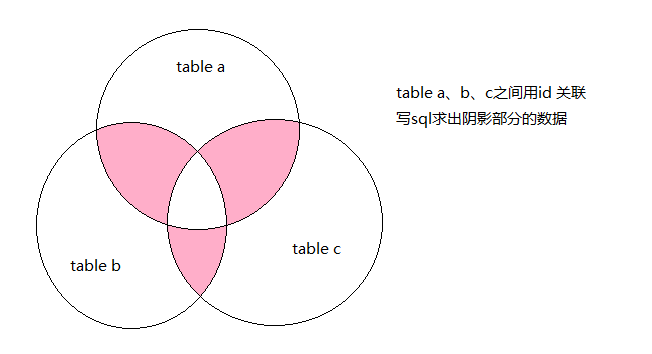 table a
table a、b、c之间用id 关联
写sql求出阴影部分的数据
table b
table c